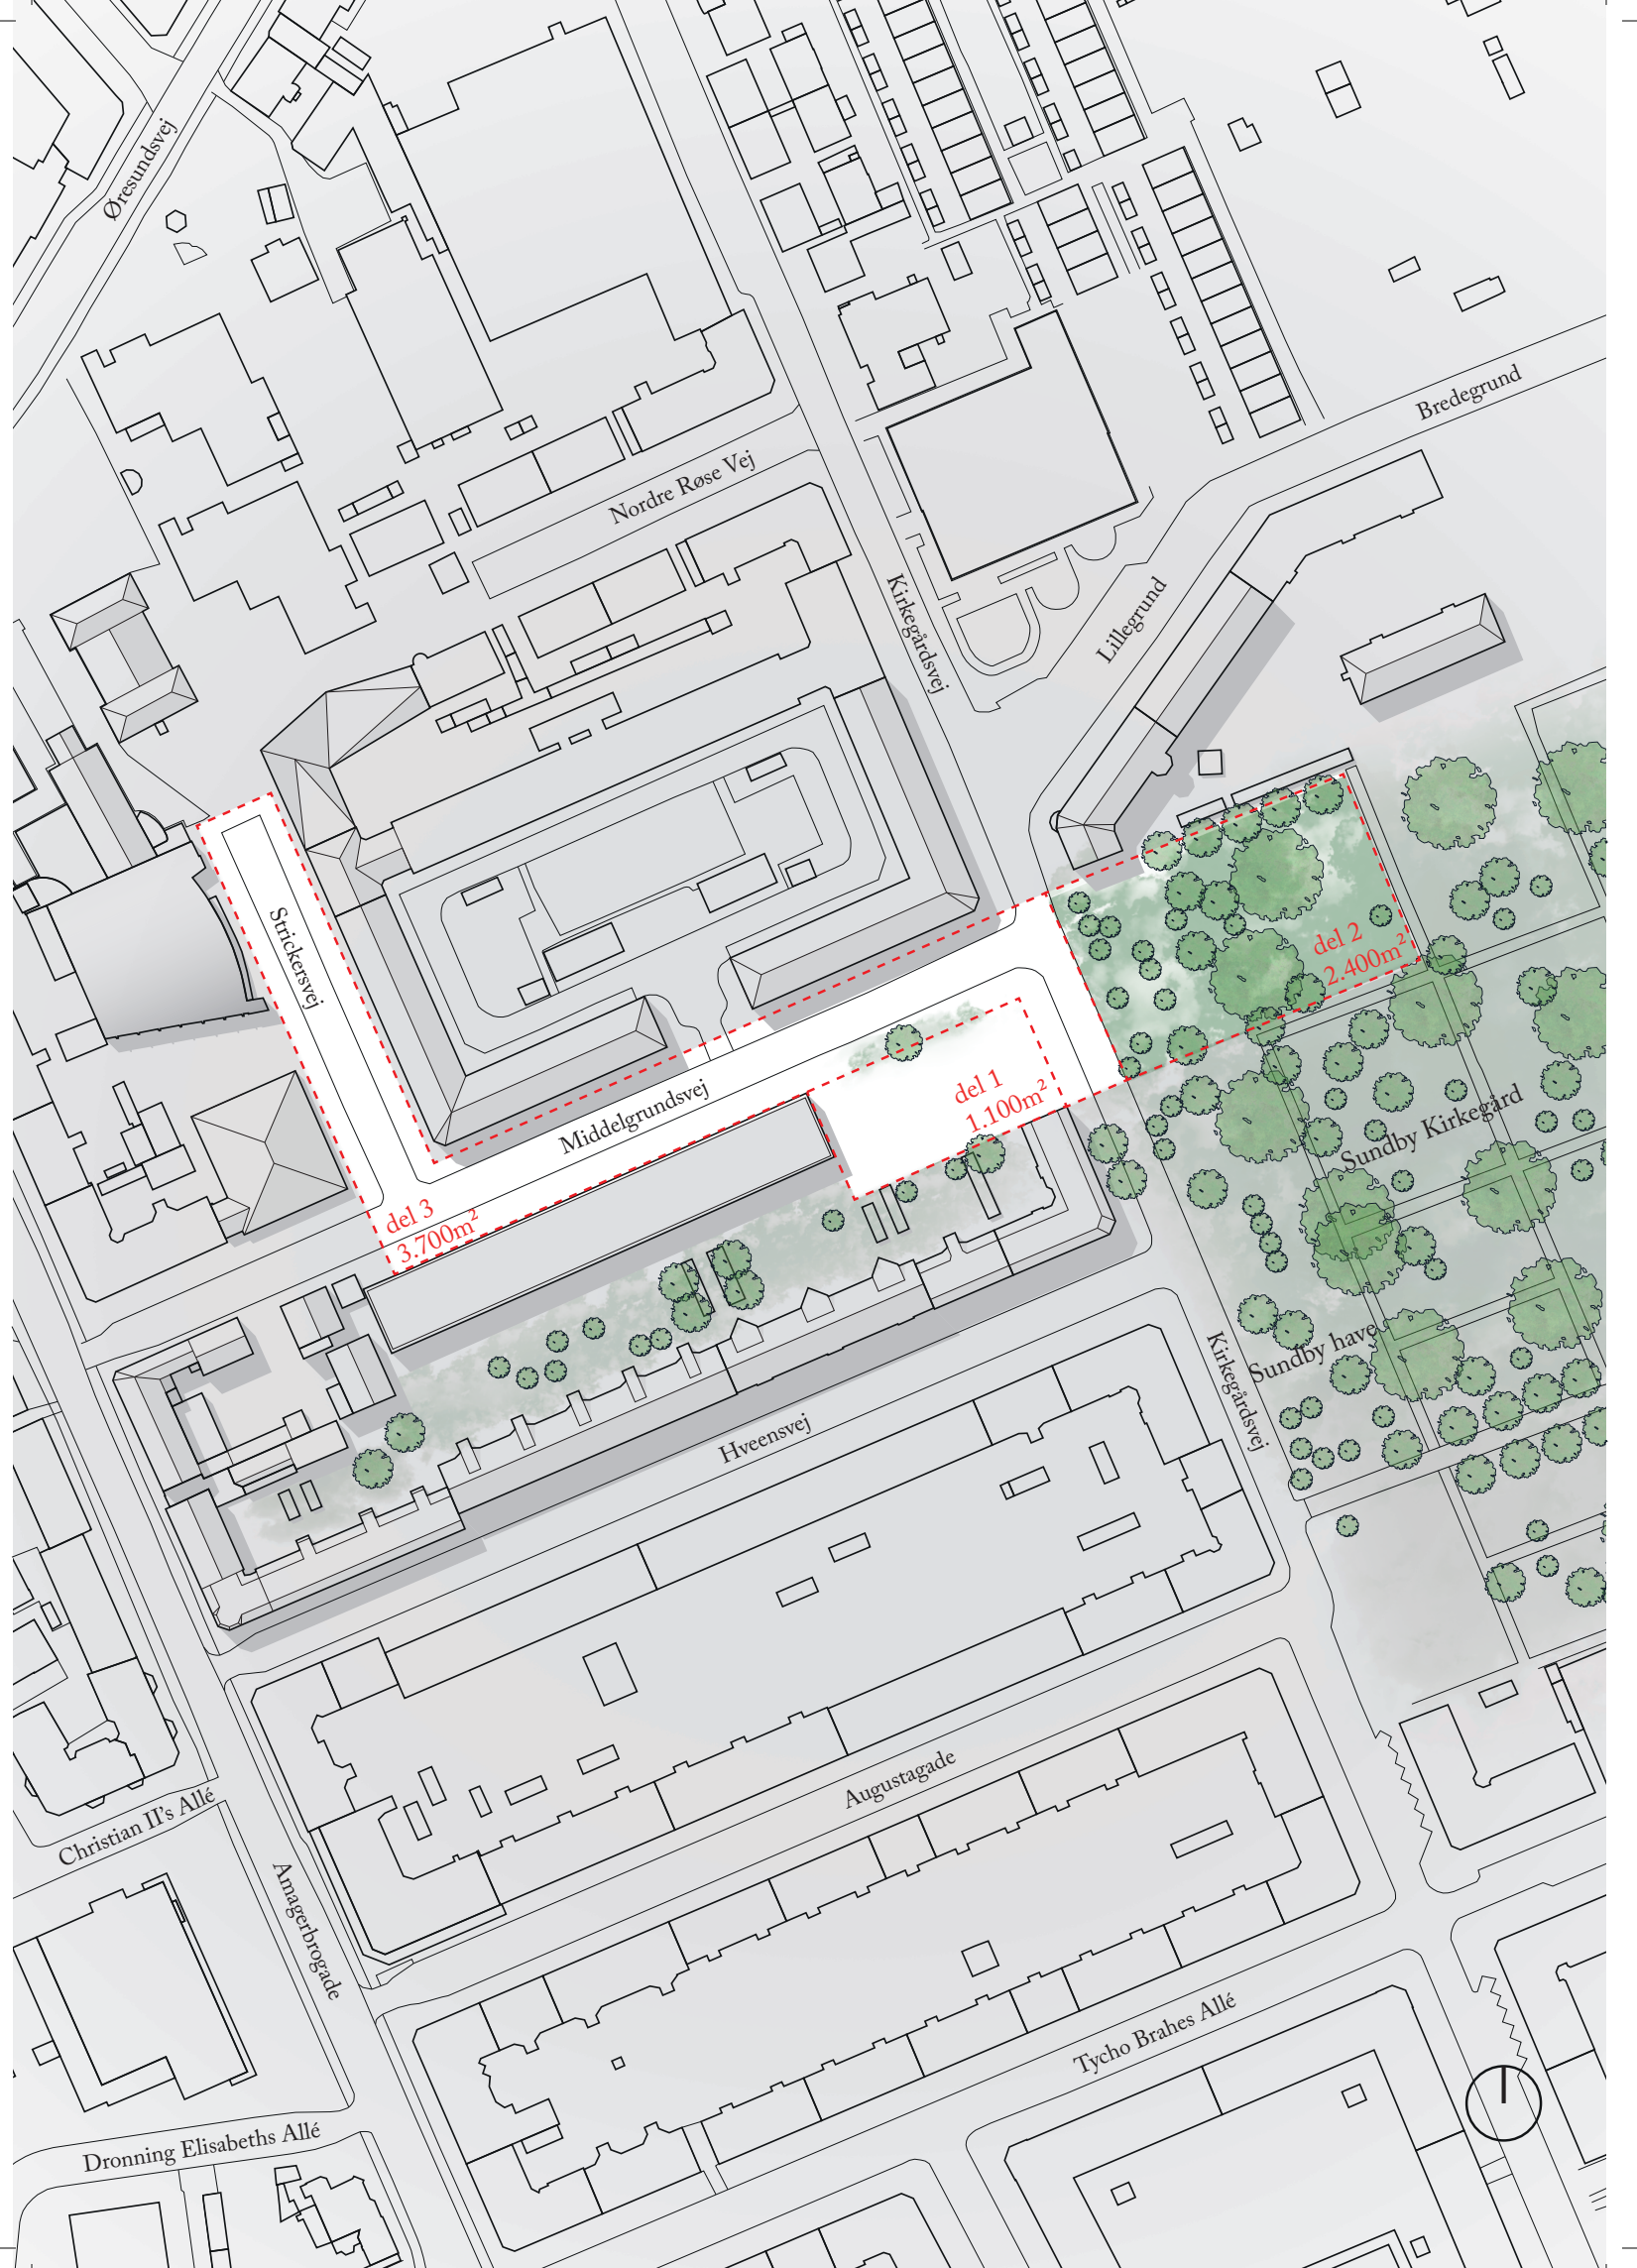 Øresundsvej
Bredegrund
Nordre Røse Vej
Kirkegårdsvej
Lillegrund
Strickersvej
del 2
2.400m²
Middelgrundsvej
del 1
1.100m²
Sundby Kirkegård
del 3
3.700m²
Sundby have
Kirkegårdsvej
Hveensvej
Augustagade
Christian II's Allé
Amagerbrogade
Tycho Brahes Allé
Dronning Elisabeths Allé